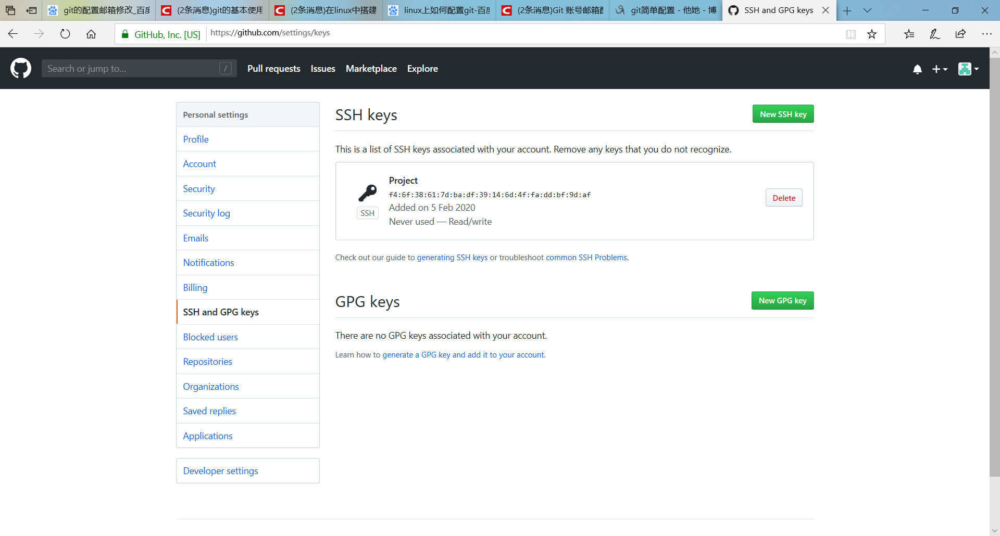 git的配置邮箱修改_百度
(2条消息)git的基本使用
(2条消息)在linux中搭建
linux上如何配置git-百度
(2条消息)Git 账号邮箱配
git简单配置 - 他她 - 博
SSH and GPG keys
GitHub, Inc. [US]
https://github.com/settings/keys
Search or jump to...
/
Pull requests
Issues
Marketplace
Explore
Personal settings
Profile
Account
Security
Security log
Emails
Notifications
Billing
SSH and GPG keys
Blocked users
Repositories
Organizations
Saved replies
Applications
Developer settings
SSH keys
New SSH key
This is a list of SSH keys associated with your account. Remove any keys that you do not recognize.
Project
f4:6f:38:61:7d:ba:df:39:14:6d:4f:fa:dd:bf:9d:af
Added on 5 Feb 2020
Never used — Read/write
SSH
Delete
Check out our guide to generating SSH keys or troubleshoot common SSH Problems.
GPG keys
New GPG key
There are no GPG keys associated with your account.
Learn how to generate a GPG key and add it to your account.